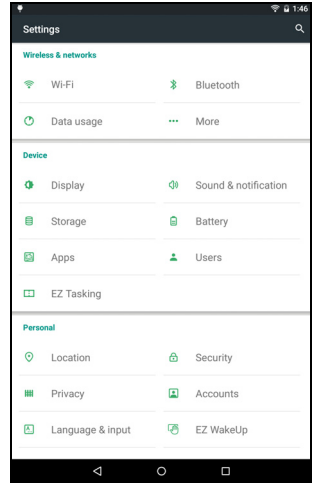 1:46
Settings
Wireless & networks
Wi-Fi
Bluetooth
Data usage
More
Device
Display
Sound & notification
Storage
Battery
Apps
Users
EZ Tasking
Personal
Location
Security
Privacy
Accounts
Language & input
EZ WakeUp